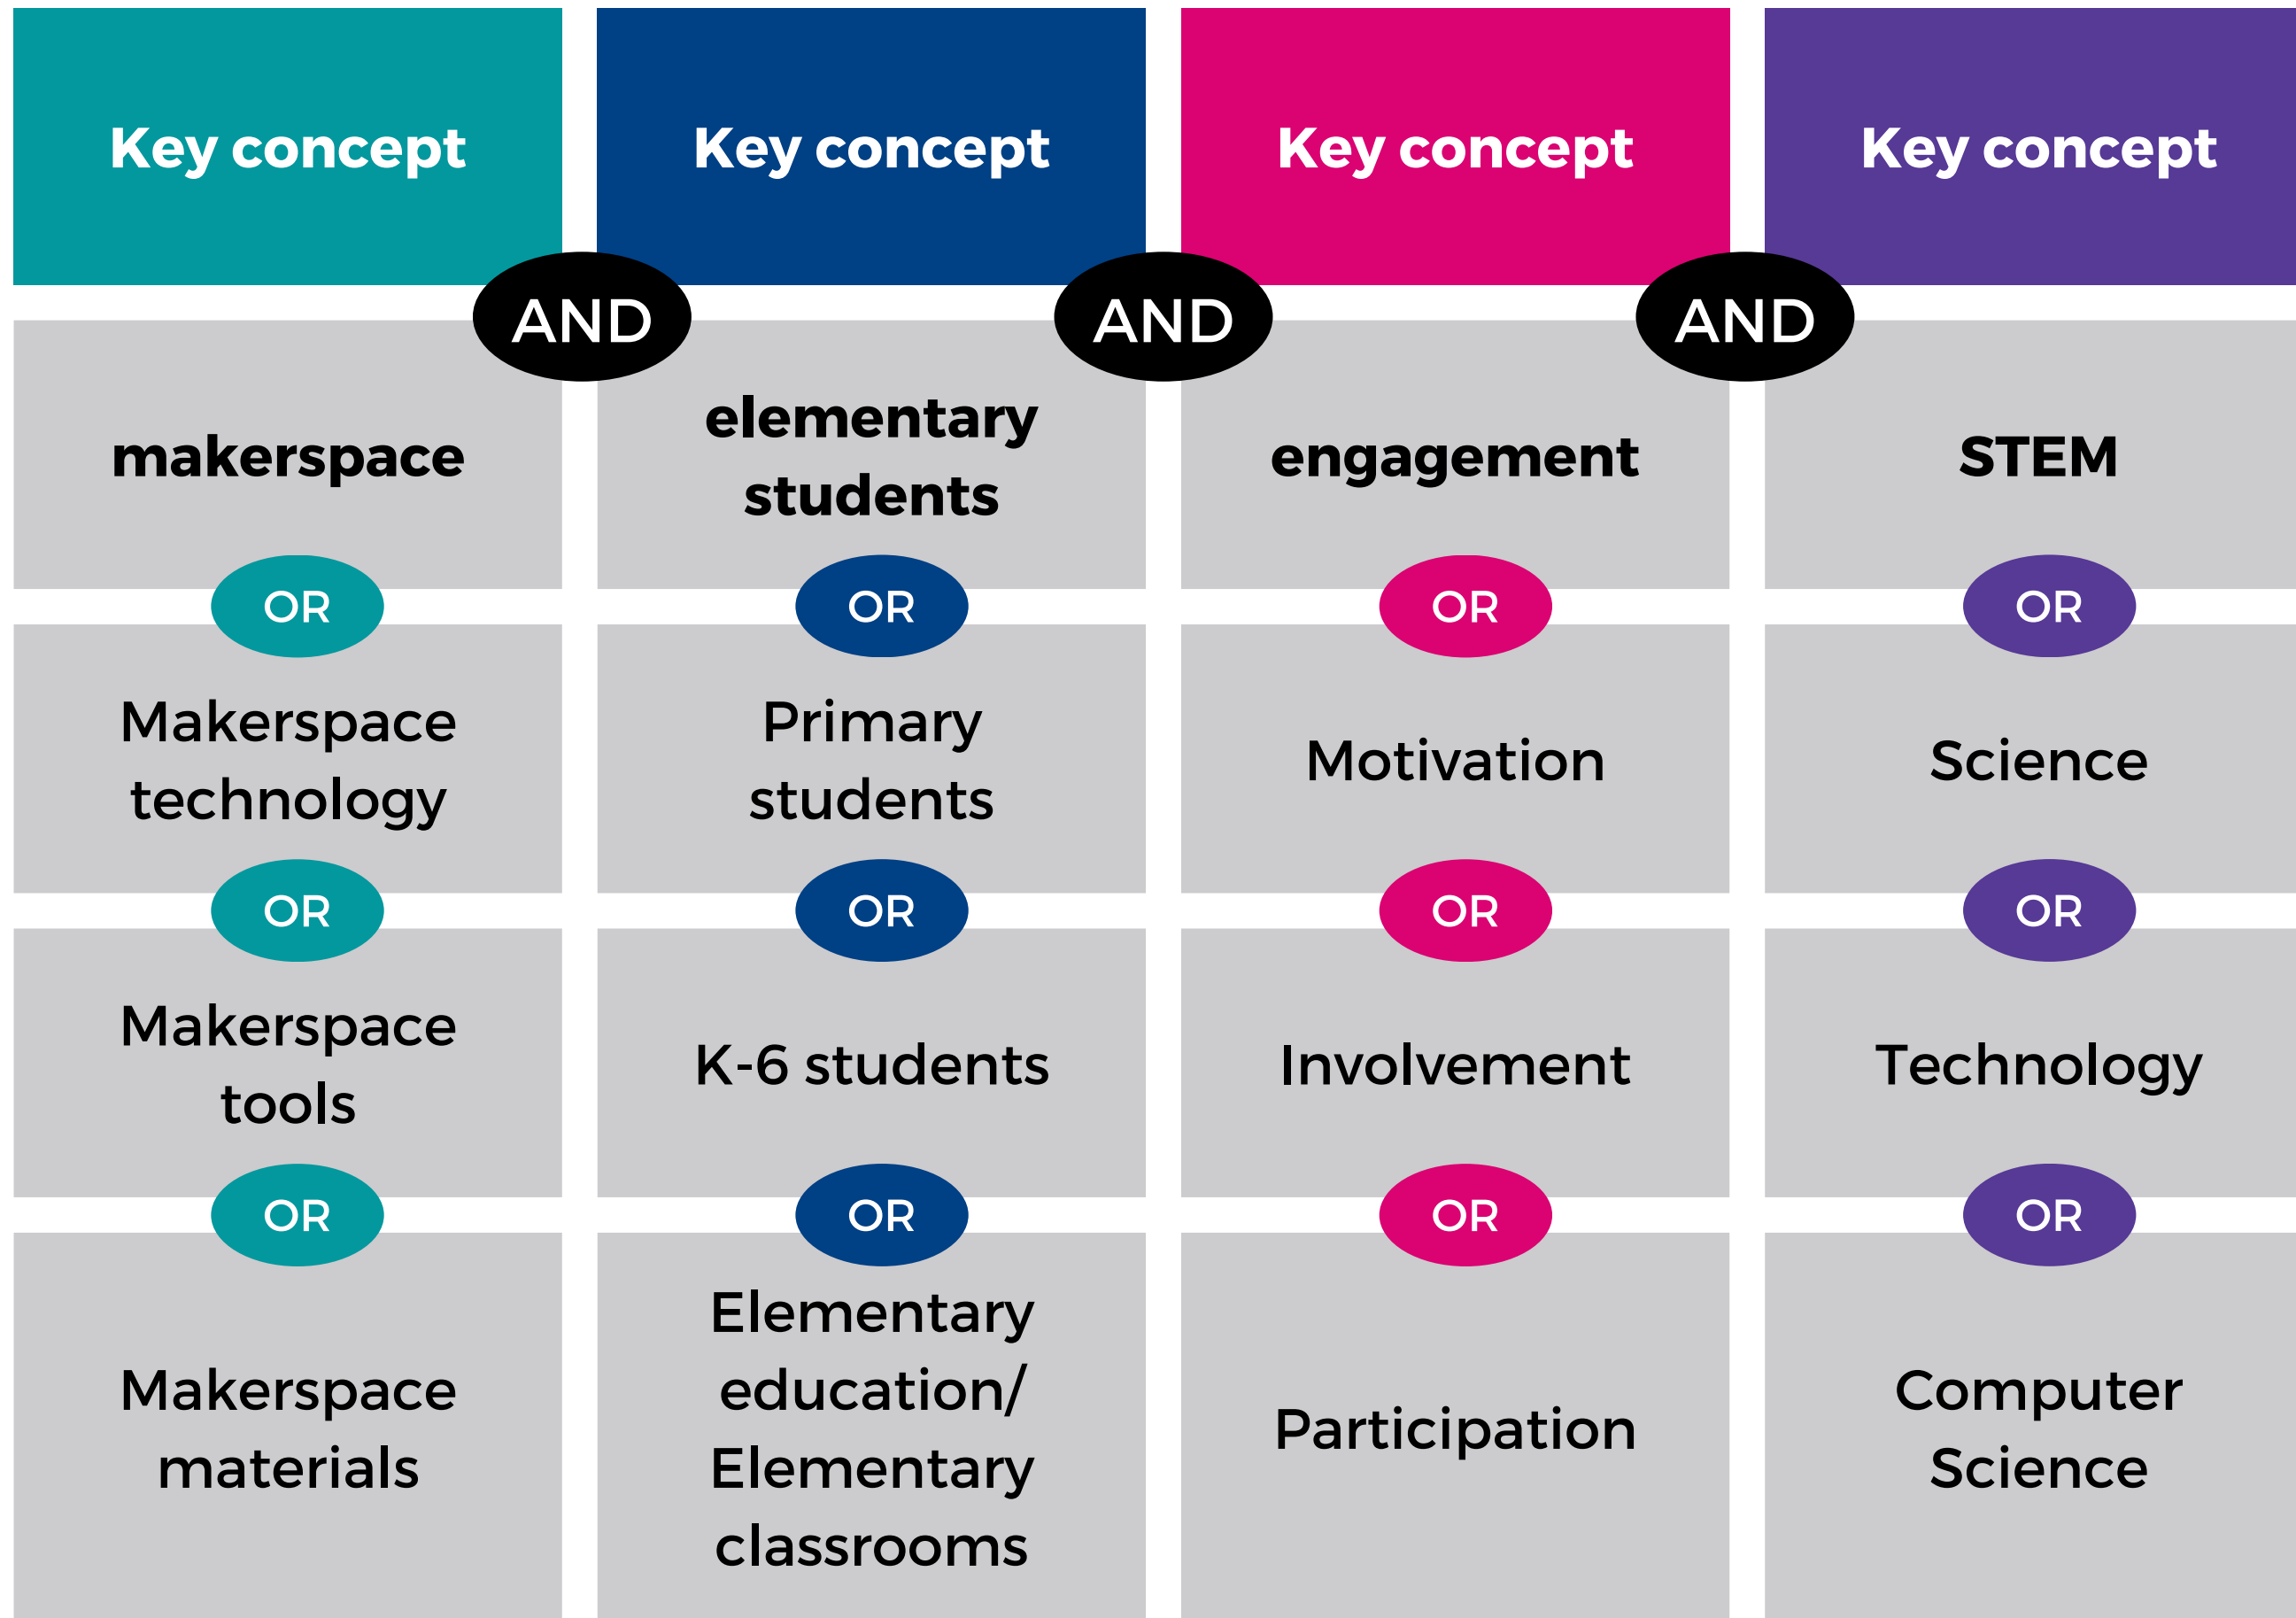 Key concept
Key concept
Key concept
Key concept
AND
AND
AND
makerspace
elementary
students
engagement
STEM
OR
OR
OR
OR
Makerspace
technology
Primary
students
Motivation
Science
OR
OR
OR
OR
Makerspace
tools
K-6 students
Involvement
Technology
OR
OR
OR
OR
Makerspace
materials
Elementary
education/
Elementary
classrooms
Participation
Computer
Science